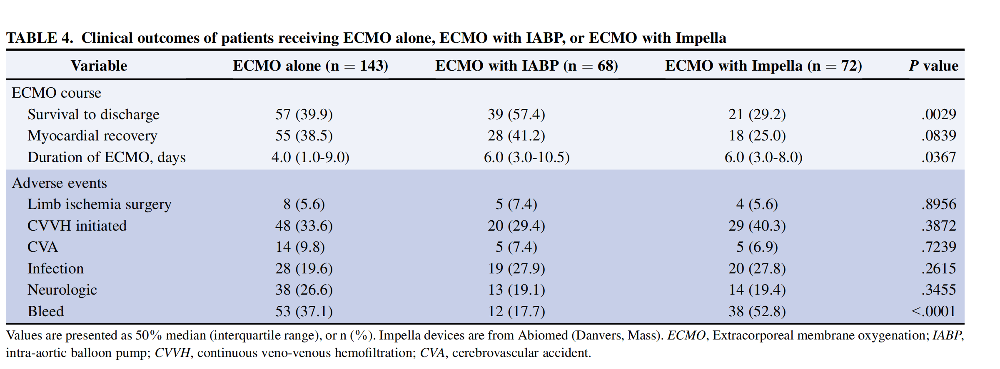 TABLE 4. Clinical outcomes of patients receiving ECMO alone, ECMO with IABP, or ECMO with Impella
Variable ECMO alone (n = 143) ECMO with IABP (n = 68) ECMO with Impella (n = 72) P value
ECMO course
Survival to discharge 57 (39.9) 39 (57.4) 21 (29.2) .0029
Myocardial recovery 55 (38.5) 28 (41.2) 18 (25.0) .0839
Duration of ECMO, days 4.0 (1.0-9.0) 6.0 (3.0-10.5) 6.0 (3.0-8.0) .0367
Adverse events
Limb ischemia surgery 8 (5.6) 5 (7.4) 4 (5.6) .8956
CVVH initiated 48 (33.6) 20 (29.4) 29 (40.3) .3872
CVA 14 (9.8) 5 (7.4) 5 (6.9) .7239
Infection 28 (19.6) 19 (27.9) 20 (27.8) .2615
Neurologic 38 (26.6) 13 (19.1) 14 (19.4) .3455
Bleed 53 (37.1) 12 (17.7) 38 (52.8) <.0001
Values are presented as 50% median (interquartile range), or n (%). Impella devices are from Abiomed (Danvers, Mass). ECMO, Extracorporeal membrane oxygenation; IABP,
intra-aortic balloon pump; CVVH, continuous veno-venous hemofiltration; CVA, cerebrovascular accident.